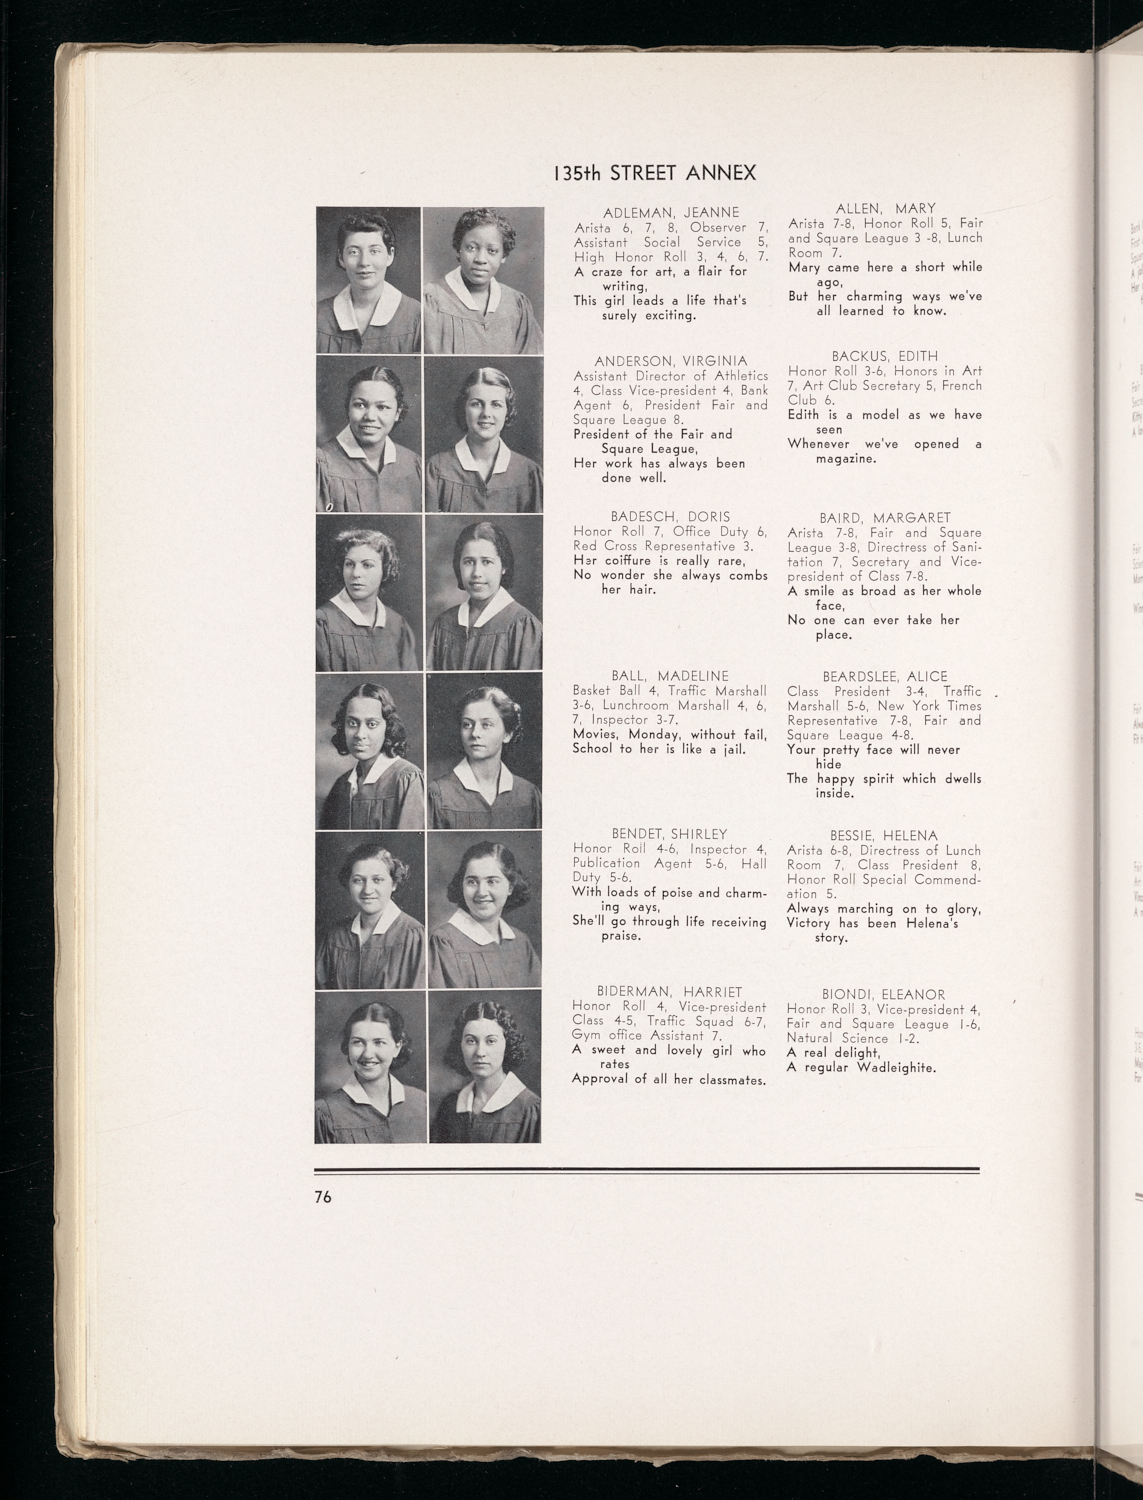 135th STREET ANNEX
ADLEMAN, JEANNE
Arista 6, 7, 8, Observer 7,
Assistant Social Service 5,
High Honor Roll 3, 4, 6, 7.
A craze for art, a flair for
writing,
This girl leads a life that's
surely exciting.
ALLEN, MARY
Arista 7-8, Honor Roll 5, Fair
and Square League 3 -8, Lunch
Room 7.
Mary came here a short while
ago,
But her charming ways we've
all learned to know.
ANDERSON, VIRGINIA
Assistant Director of Athletics
4, Class Vice-president 4, Bank
Agent 6, President Fair and
Square League 8.
President of the Fair and
Square League,
Her work has always been
done well.
BACKUS, EDITH
Honor Roll 3-6, Honors in Art
7, Art Club Secretary 5, French
Club 6.
Edith is a model as we have
seen
Whenever we've opened a
magazine.
BADESCH, DORIS
Honor Roll 7, Office Duty 6,
Red Cross Representative 3.
Her coiffure is really rare,
No wonder she always combs
her hair.
BAIRD, MARGARET
Arista 7-8, Fair and Square
League 3-8, Directress of Sani-
tation 7, Secretary and Vice-
president of Class 7-8.
A smile as broad as her whole
face,
No one can ever take her
place.
BALL, MADELINE
Basket Ball 4, Traffic Marshall
3-6, Lunchroom Marshall 4, 6,
7, Inspector 3-7.
Movies, Monday, without fail,
School to her is like a jail.
BEARDSLEE, ALICE
Class President 3-4, Traffic
Marshall 5-6, New York Times
Representative 7-8, Fair and
Square League 4-8.
Your pretty face will never
hide
The happy spirit which dwells
inside.
BENDET, SHIRLEY
Honor Roll 4-6, Inspector 4,
Publication Agent 5-6, Hall
Duty 5-6.
With loads of poise and charm-
ing ways,
She'll go through life receiving
praise.
BESSIE, HELENA
Arista 6-8, Directress of Lunch
Room 7, Class President 8,
Honor Roll Special Commend-
ation 5.
Always marching on to glory,
Victory has been Helena's
story.
BIDERMAN, HARRIET
Honor Roll 4, Vice-president
Class 4-5, Traffic Squad 6-7,
Gym office Assistant 7.
A sweet and lovely girl who
rates
Approval of all her classmates.
BIONDI, ELEANOR
Honor Roll 3, Vice-president 4,
Fair and Square League 1-6,
Natural Science 1-2.
A real delight,
A regular Wadleighite.
76